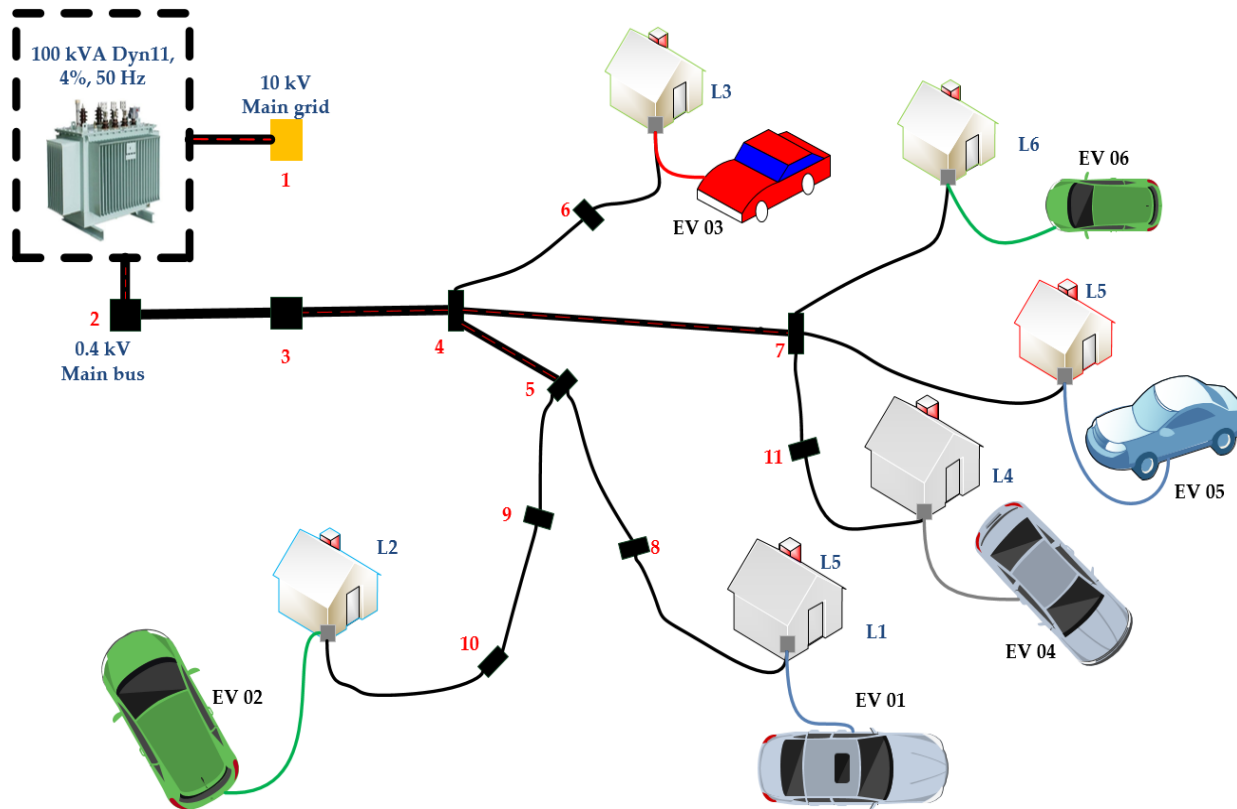 100 kVA Dyn11,
4%, 50 Hz
10 kV
Main grid
1
2
0.4 kV
Main bus
3
4
5
6
L3
EV 03
7
L6
EV 06
L5
EV 05
11
L4
EV 04
9
8
10
L2
EV 02
L5
L1
EV 01